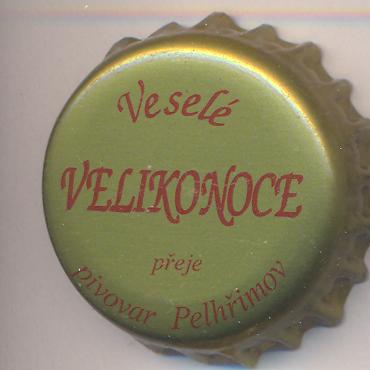 Veselé
VELIKONOCE
přeje
pivovar Pelhřimov